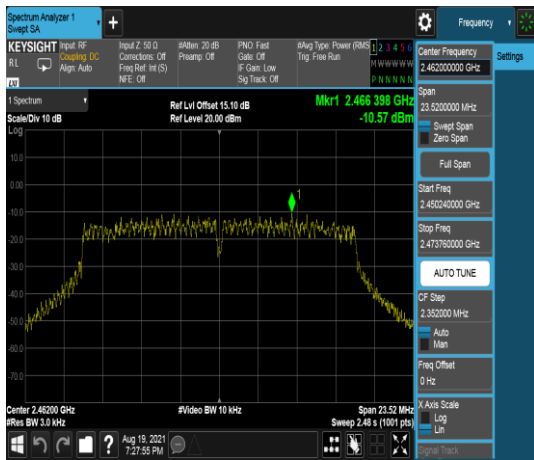 Spectrum Analyzer 1
Swept SA
Frequency
KEYSIGHT
RL
Input: RF
Coupling: DC
Align: Auto
Input Z: 50 Ω
Corrections: Off
Freq Ref: Int (S)
NFE: Off
#Atten: 20 dB
Preamp: Off
PNO: Fast
Gate: Off
IF Gain: Low
Sig Track: Off
#Avg Type: Power (RMS
Trig: Free Run
1 2 3 4 5 6
M W W W W W
P N N N N N
1 Spectrum
Scale/Div 10 dB
Ref Lvl Offset 15.10 dB
Ref Level 20.00 dBm
Mkr1 2.466 398 GHz
-10.57 dBm
Log
10.0
0.00
-10.0
-20.0
-30.0
-40.0
-50.0
-60.0
-70.0
1
Center 2.46200 GHz
#Res BW 3.0 kHz
#Video BW 10 kHz
Span 23.52 MHz
Sweep 2.48 s (1001 pts)
Aug 19, 2021
7:27:55 PM
Center Frequency
2.462000000 GHz
Settings
Span
23.5200000 MHz
Swept Span
Zero Span
Full Span
Start Freq
2.450240000 GHz
Stop Freq
2.473760000 GHz
AUTO TUNE
CF Step
2.352000 MHz
Auto
Man
Freq Offset
0 Hz
X Axis Scale
Log
Lin
Signal Track